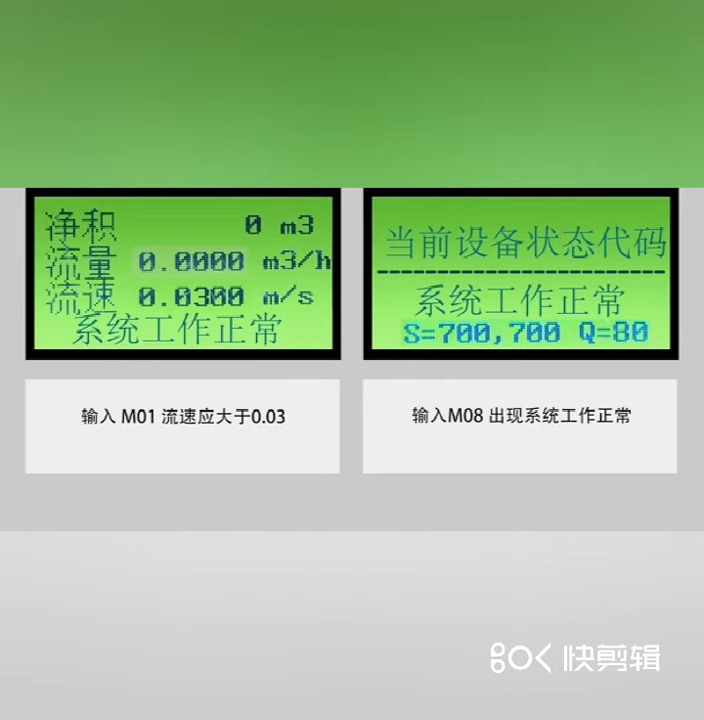 净积 0 m3
流量 0.0000 m3/h
流速 0.0300 m/s
系统工作正常
当前设备状态代码
系统工作正常
S=700,700 Q=80
输入 M01 流速应大于0.03
输入M08 出现系统工作正常
快剪辑